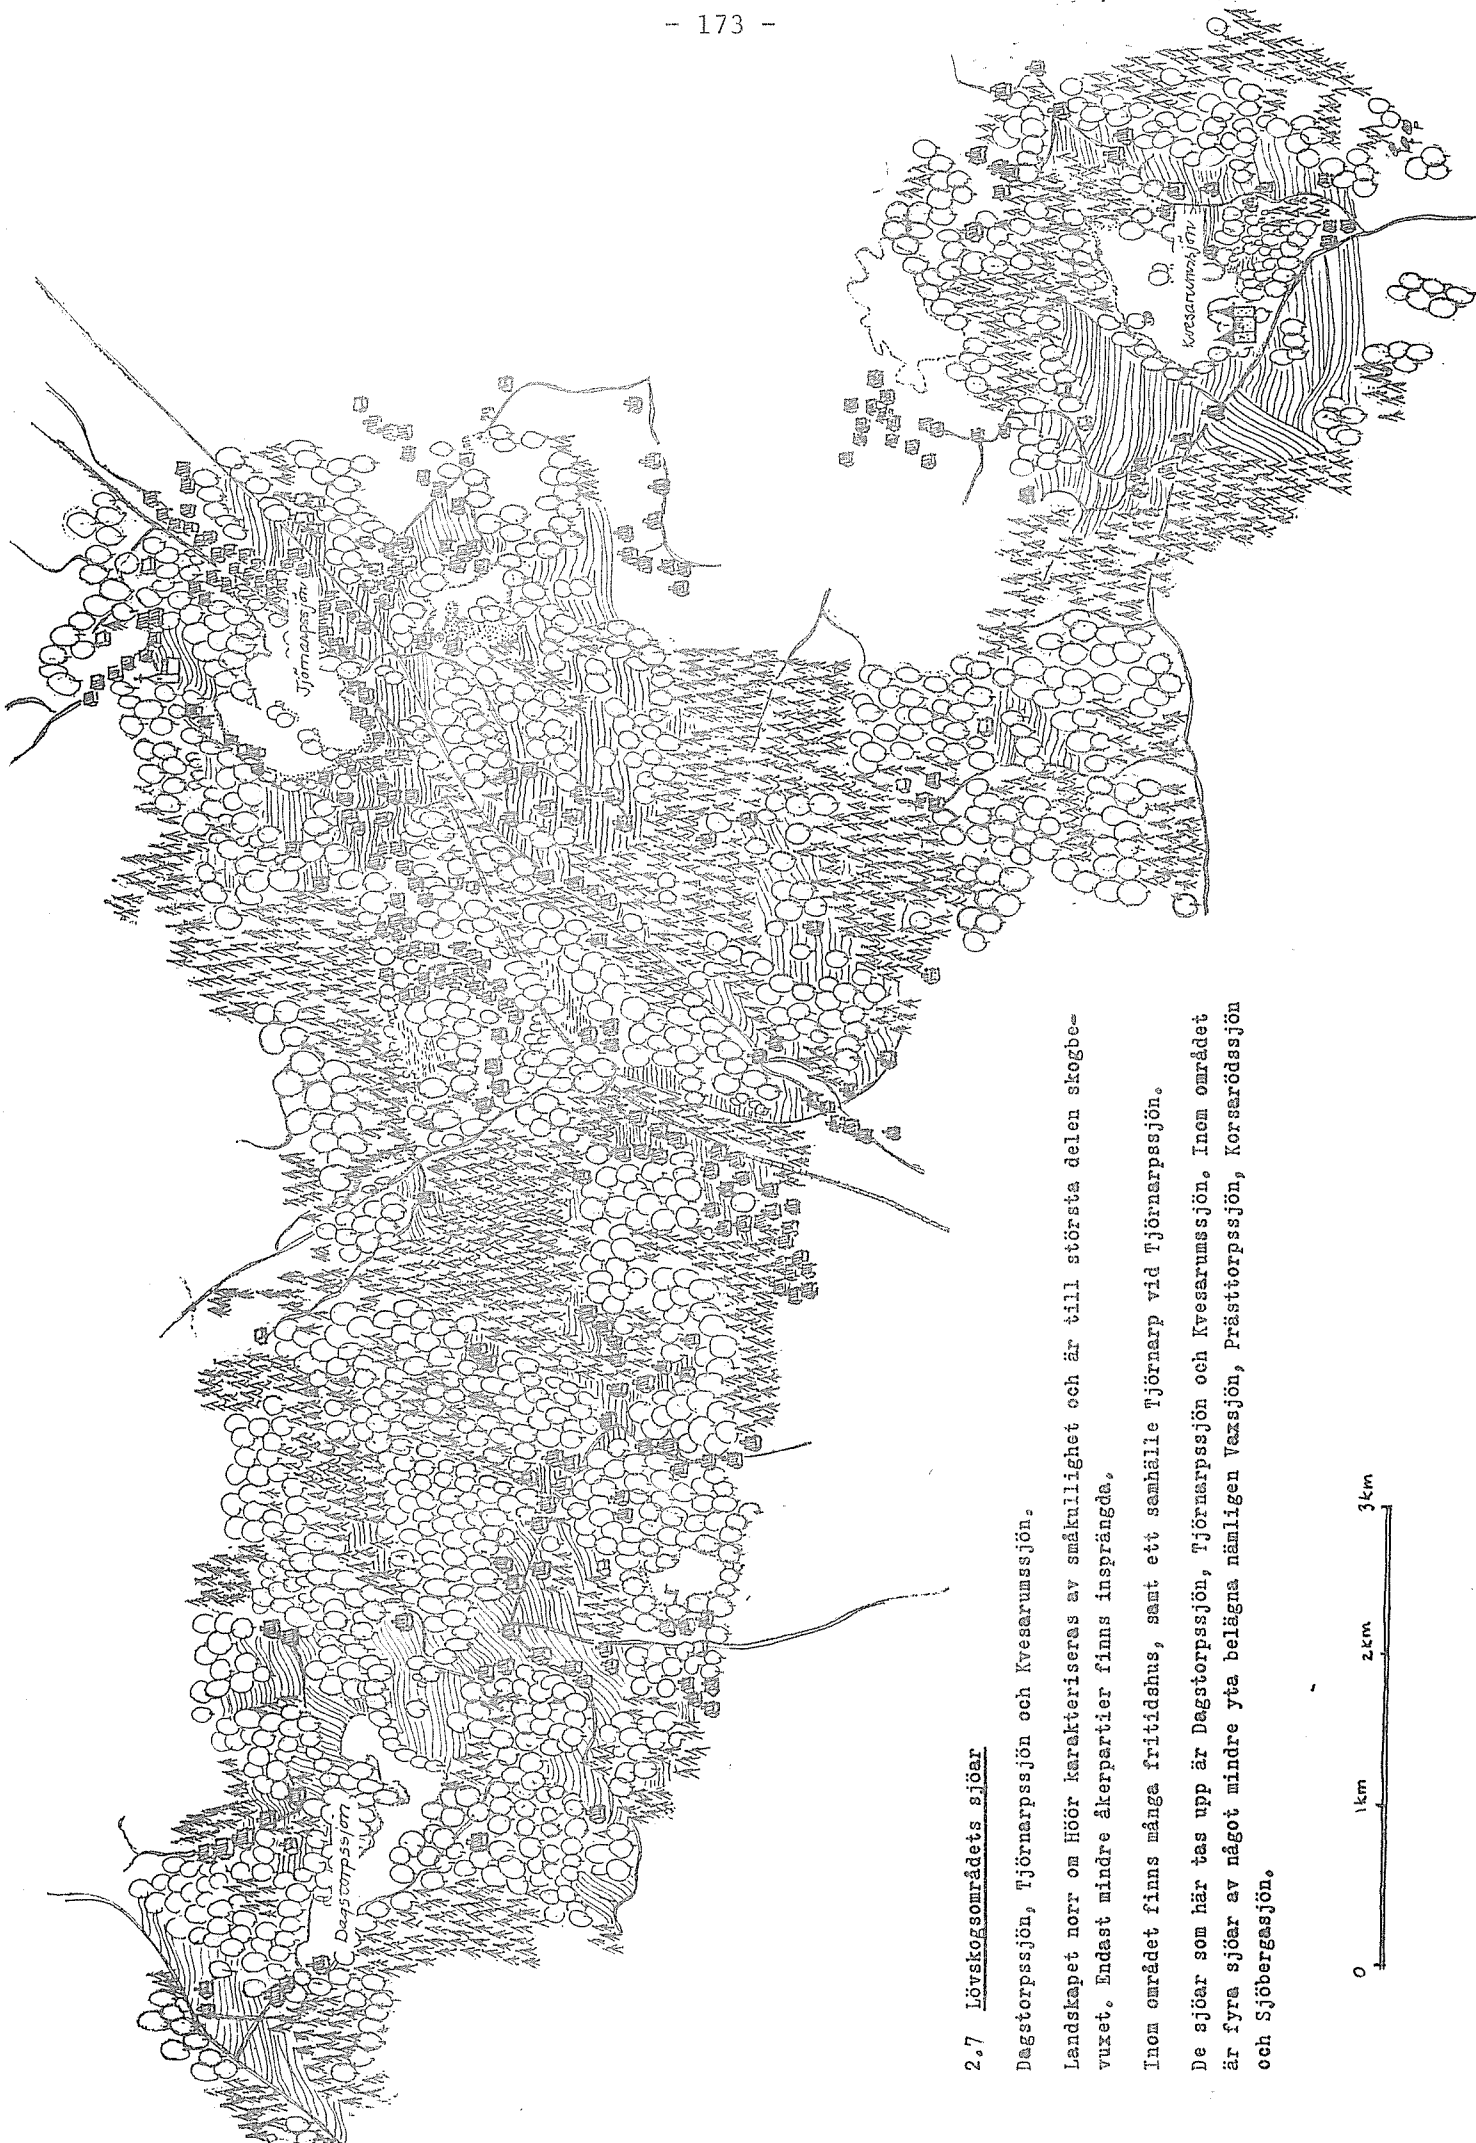 - 173 -
Tjörnarpssjön
Kvesarumssjön
Dagstorpssjön
2.7 Lövskogsområdets sjöar
Dagstorpssjön, Tjörnarpssjön och Kvesarumssjön.
Landskapet norr om Höör karakteriseras av småkullighet och är till största delen skogbe-
vuxet. Endast mindre åkerpartier finns insprängda.
Inom området finns många fritidshus, samt ett samhälle Tjörnarp vid Tjörnarpssjön.
De sjöar som här tas upp är Dagstorpssjön, Tjörnarpssjön och Kvesarumssjön. Inom området
är fyra sjöar av något mindre yta belägna nämligen Vaxsjön, Prästtorpssjön, Korsarödssjön
och Sjöbergasjön.
0 1km 2km 3km